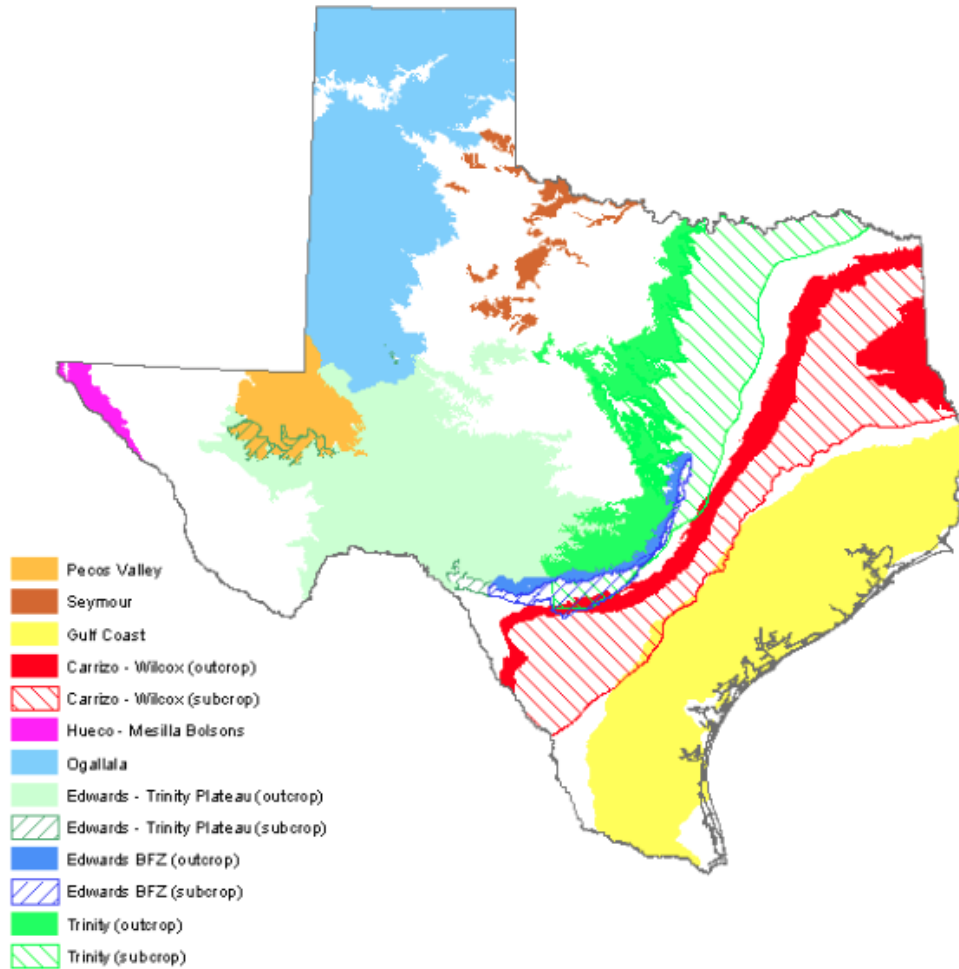 Pecos Valley
Seymour
Gulf Coast
Carrizo - Wilcox (outcrop)
Carrizo - Wilcox (subcrop)
Hueco - Mesilla Bolsons
Ogallala
Edwards - Trinity Plateau (outcrop)
Edwards - Trinity Plateau (subcrop)
Edwards BFZ (outcrop)
Edwards BFZ (subcrop)
Trinity (outcrop)
Trinity (subcrop)